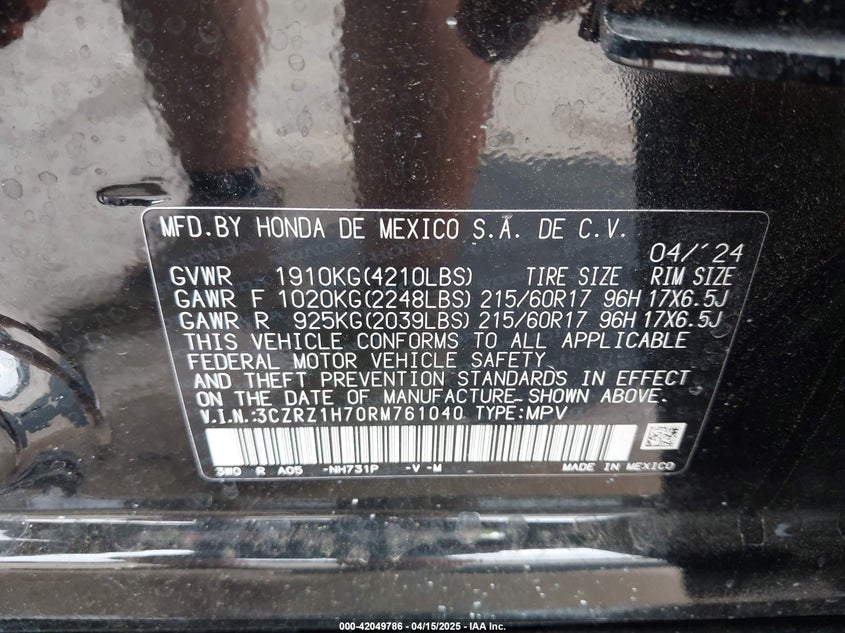 MFD.BY HONDA DE MEXICO S.A. DE C.V.
04/'24
GVWR 1910KG(4210LBS) TIRE SIZE RIM SIZE
GAWR F 1020KG(2248LBS) 215/60R17 96H 17X6.5J
GAWR R 925KG(2039LBS) 215/60R17 96H 17X6.5J
THIS VEHICLE CONFORMS TO ALL APPLICABLE
FEDERAL MOTOR VEHICLE SAFETY
AND THEFT PREVENTION STANDARDS IN EFFECT
ON THE DATE OF MANUFACTURE SHOWN ABOVE.
V.I.N.:3CZRZ1H70RM761040 TYPE:MPV
3W0 R A05 -NH731P -V -M MADE IN MEXICO
000-42049786 - 04/15/2025 - IAA Inc.